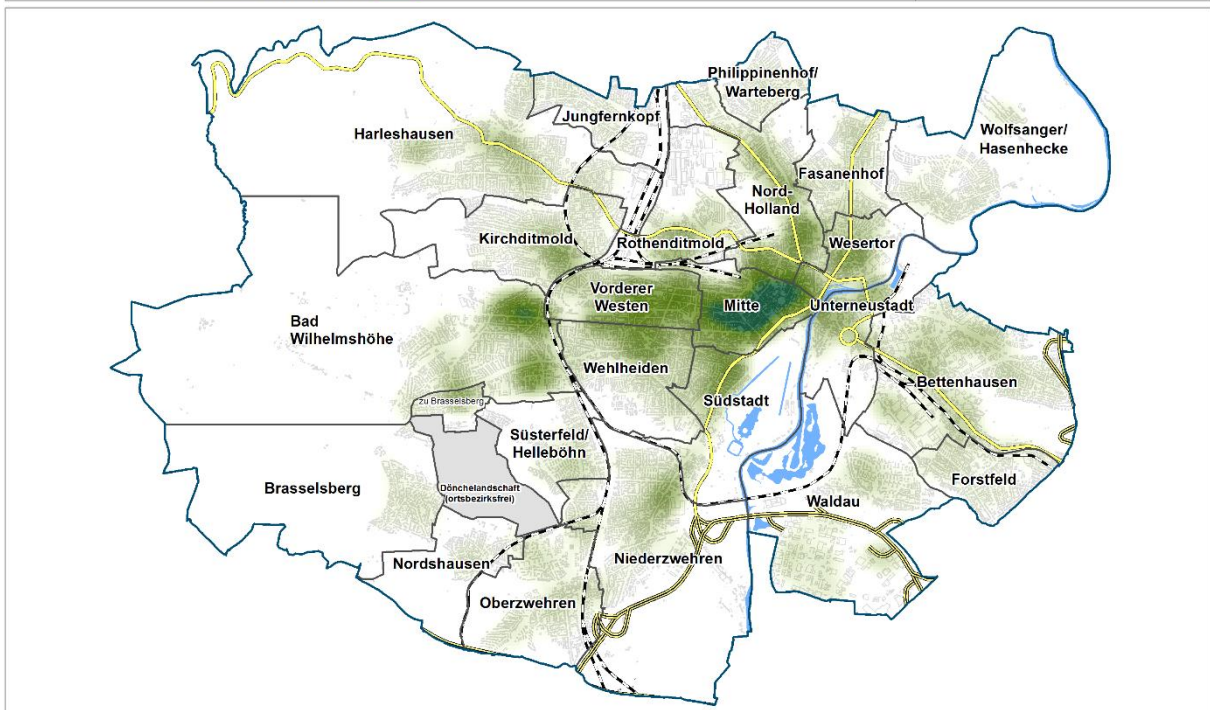 Philippinenhof/
Warteberg
Jungfernkopf
Harleshausen
Wolfsanger/
Hasenhecke
Fasanenhof
Nord-
Holland
Kirchditmold
Rothenditmold
Wesertor
Vorderer
Westen
Mitte
Unterneustadt
Bad
Wilhelmshöhe
Wehlheiden
Bettenhausen
zu Brasselsberg
Südstadt
Süsterfeld/
Helleböhn
Forstfeld
Brasselsberg
Dönchelandschaft
(ortsbezirksfrei)
Waldau
Nordshausen
Niederzwehren
Oberzwehren